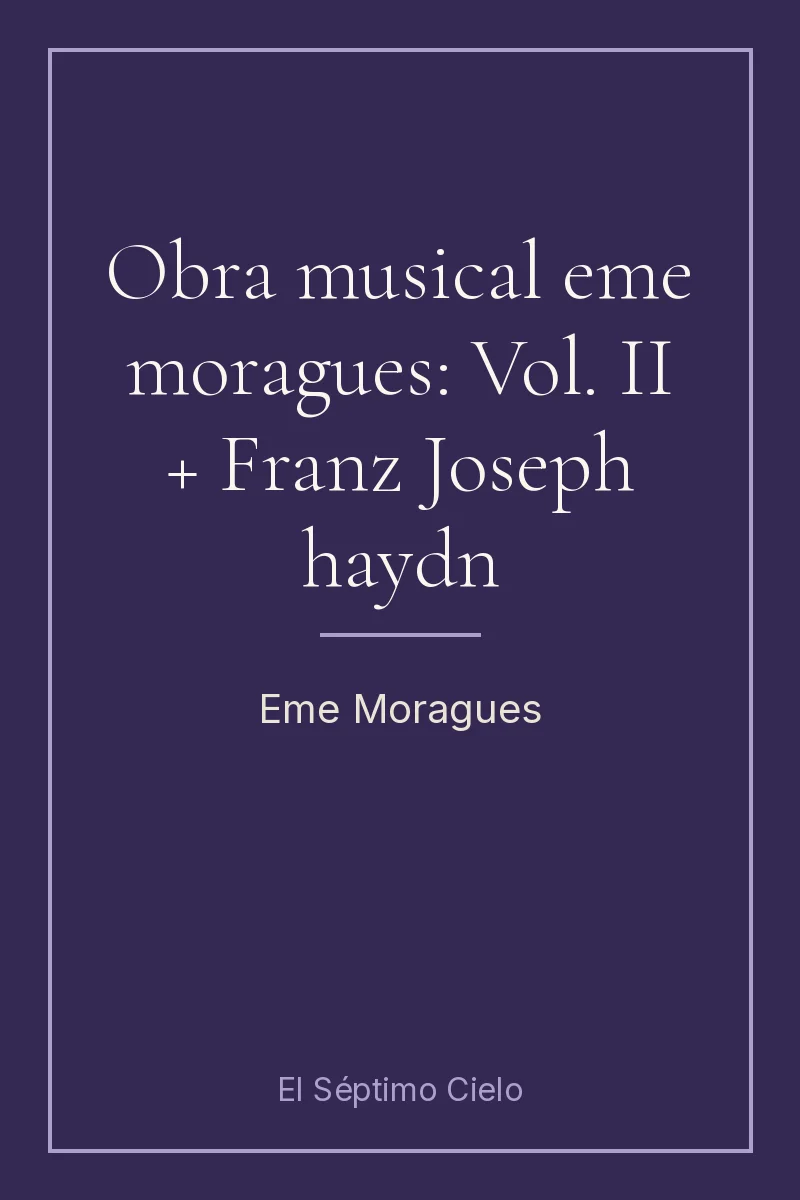 Obra musical eme
moragues: Vol. II
+ Franz Joseph
haydn
Eme Moragues
El Séptimo Cielo